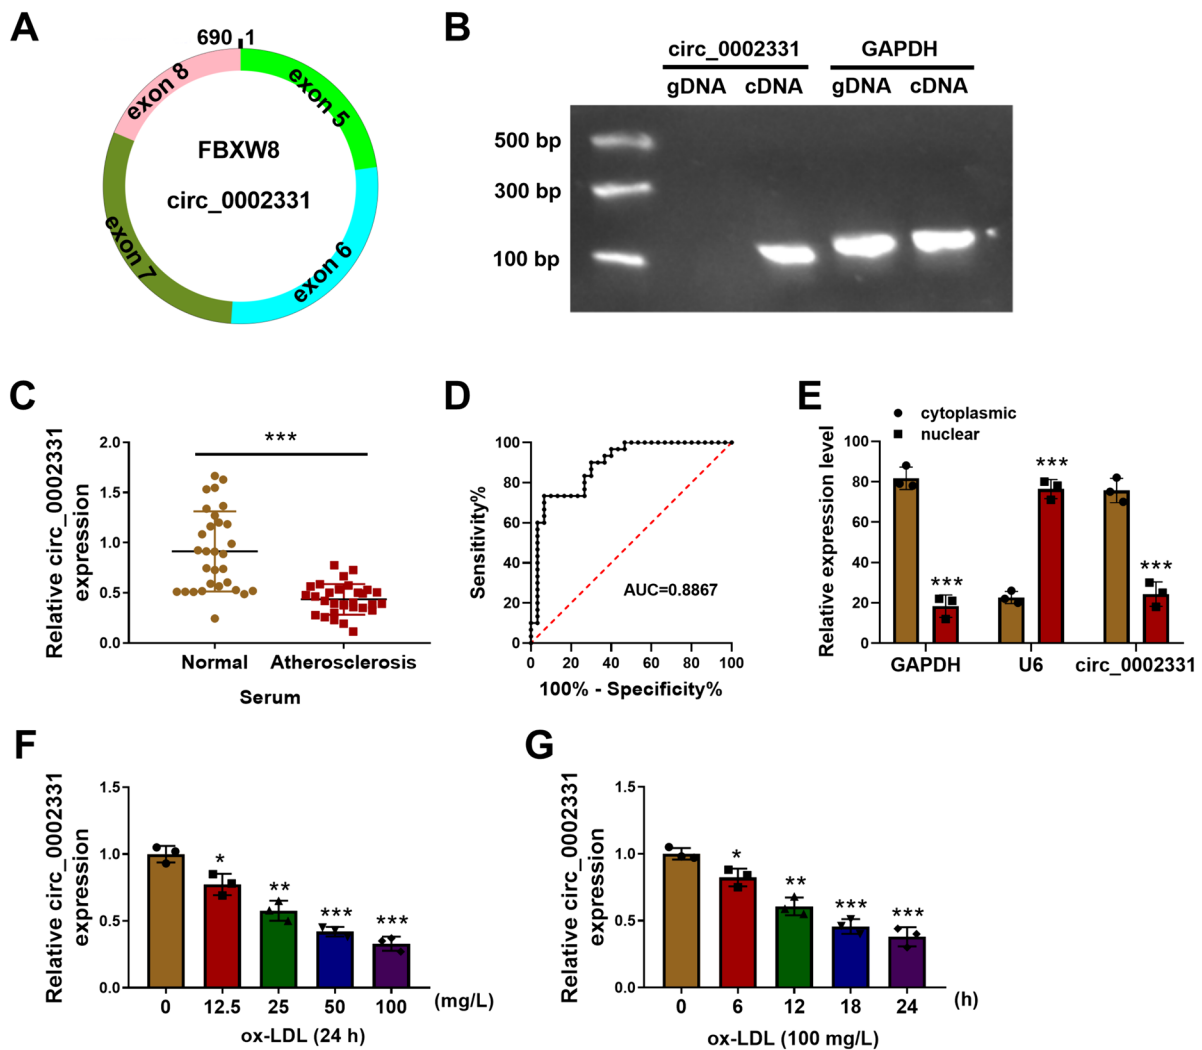 A
690 1
exon 8
exon 5
FBXW8
circ_0002331
exon 7
exon 6
B
circ_0002331 GAPDH
gDNA cDNA gDNA cDNA
500 bp
300 bp
100 bp
C
Relative circ_0002331
expression
***
2.0
1.5
1.0
0.5
0.0
Normal Atherosclerosis
Serum
D
Sensitivity%
100
80
60
40
20
0
AUC=0.8867
0 20 40 60 80 100
100% - Specificity%
E
cytoplasmic
nuclear
Relative expression level
100
80
60
40
20
0
***
***
***
GAPDH U6 circ_0002331
F
Relative circ_0002331
expression
1.5
1.0
0.5
0.0
* ** *** ***
0 12.5 25 50 100 (mg/L)
ox-LDL (24 h)
G
Relative circ_0002331
expression
1.5
1.0
0.5
0.0
* ** *** ***
0 6 12 18 24 (h)
ox-LDL (100 mg/L)